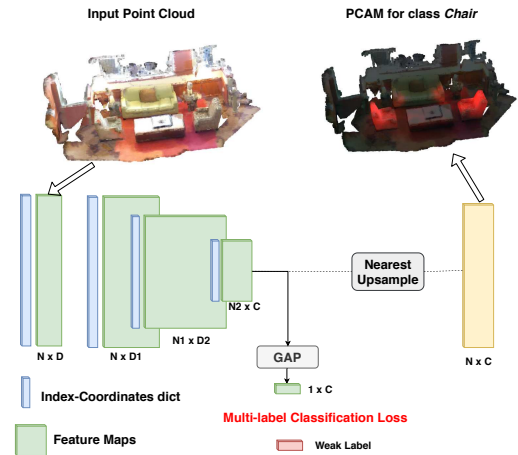 Input Point Cloud
PCAM for class Chair
Nearest
Upsample
N2 x C
N1 x D2
N x D
N x D1
N x C
GAP
1 x C
Index-Coordinates dict
Multi-label Classification Loss
Feature Maps
Weak Label